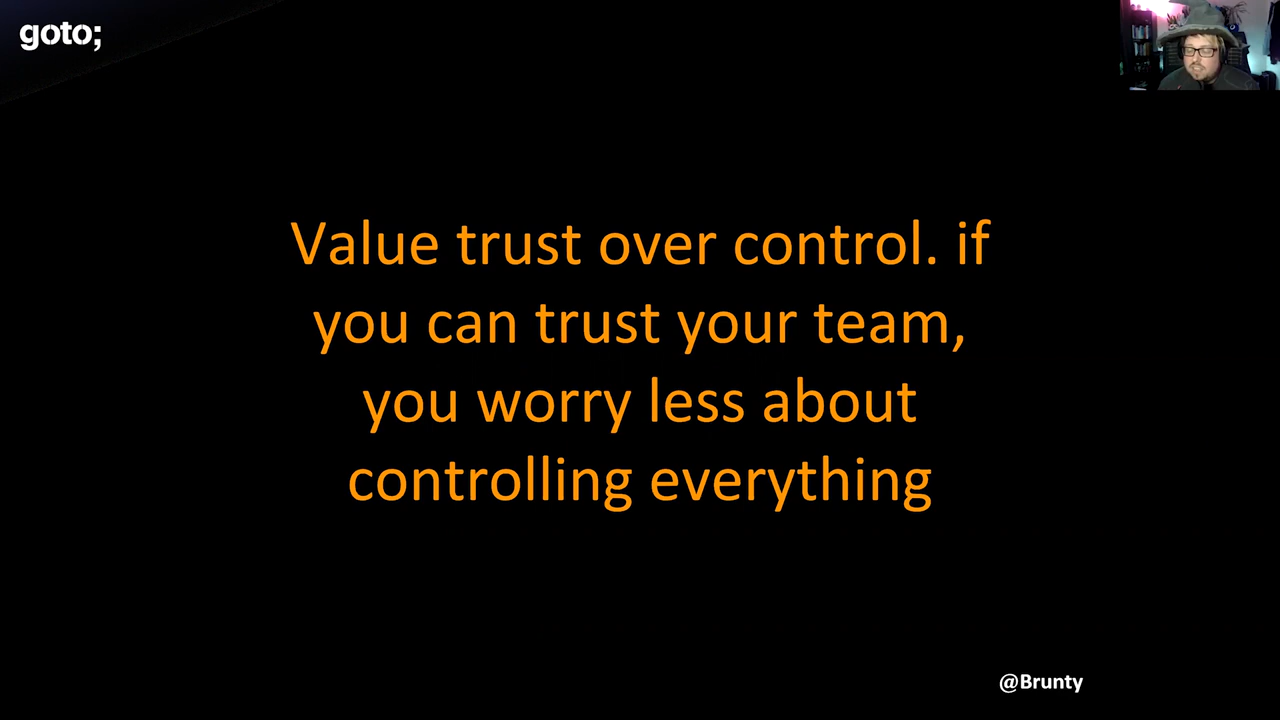 goto;
Value trust over control. if
you can trust your team,
you worry less about
controlling everything
@Brunty